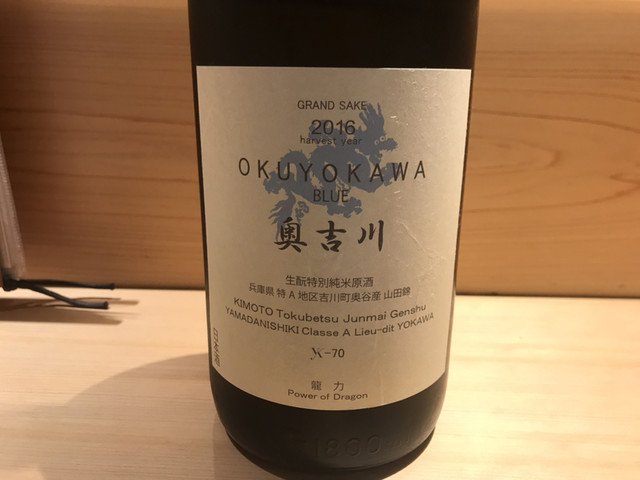 GRAND SAKE
2016
harvest year
OKUYOKAWA
BLUE
奥吉川
生酛特別純米原酒
兵庫県 特A地区吉川町奥谷産 山田錦
KIMOTO Tokubetsu Junmai Genshu
YAMADANISHIKI Classe A Lieu-dit YOKAWA
YK-70
龍力
Power of Dragon
1800